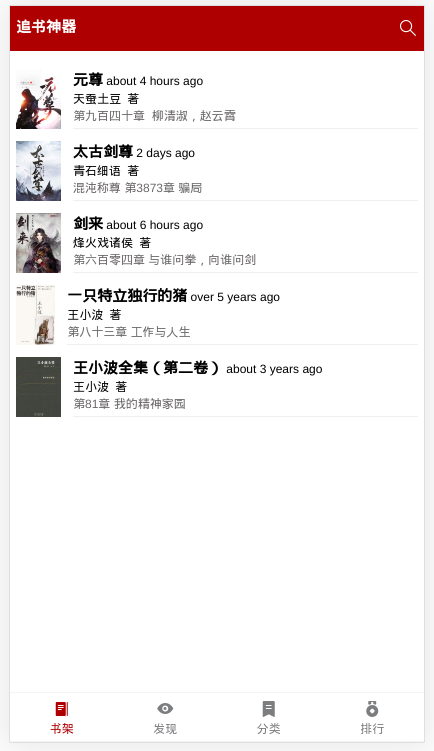 追书神器
元尊 about 4 hours ago
天蚕土豆 著
第九百四十章 柳清淑，赵云霄
太古剑尊 2 days ago
青石细语 著
混沌称尊 第3873章 骗局
剑来 about 6 hours ago
烽火戏诸侯 著
第六百零四章 与谁问拳，向谁问剑
一只特立独行的猪 over 5 years ago
王小波 著
第八十三章 工作与人生
王小波全集（第二卷） about 3 years ago
王小波 著
第81章 我的精神家园
书架 发现 分类 排行